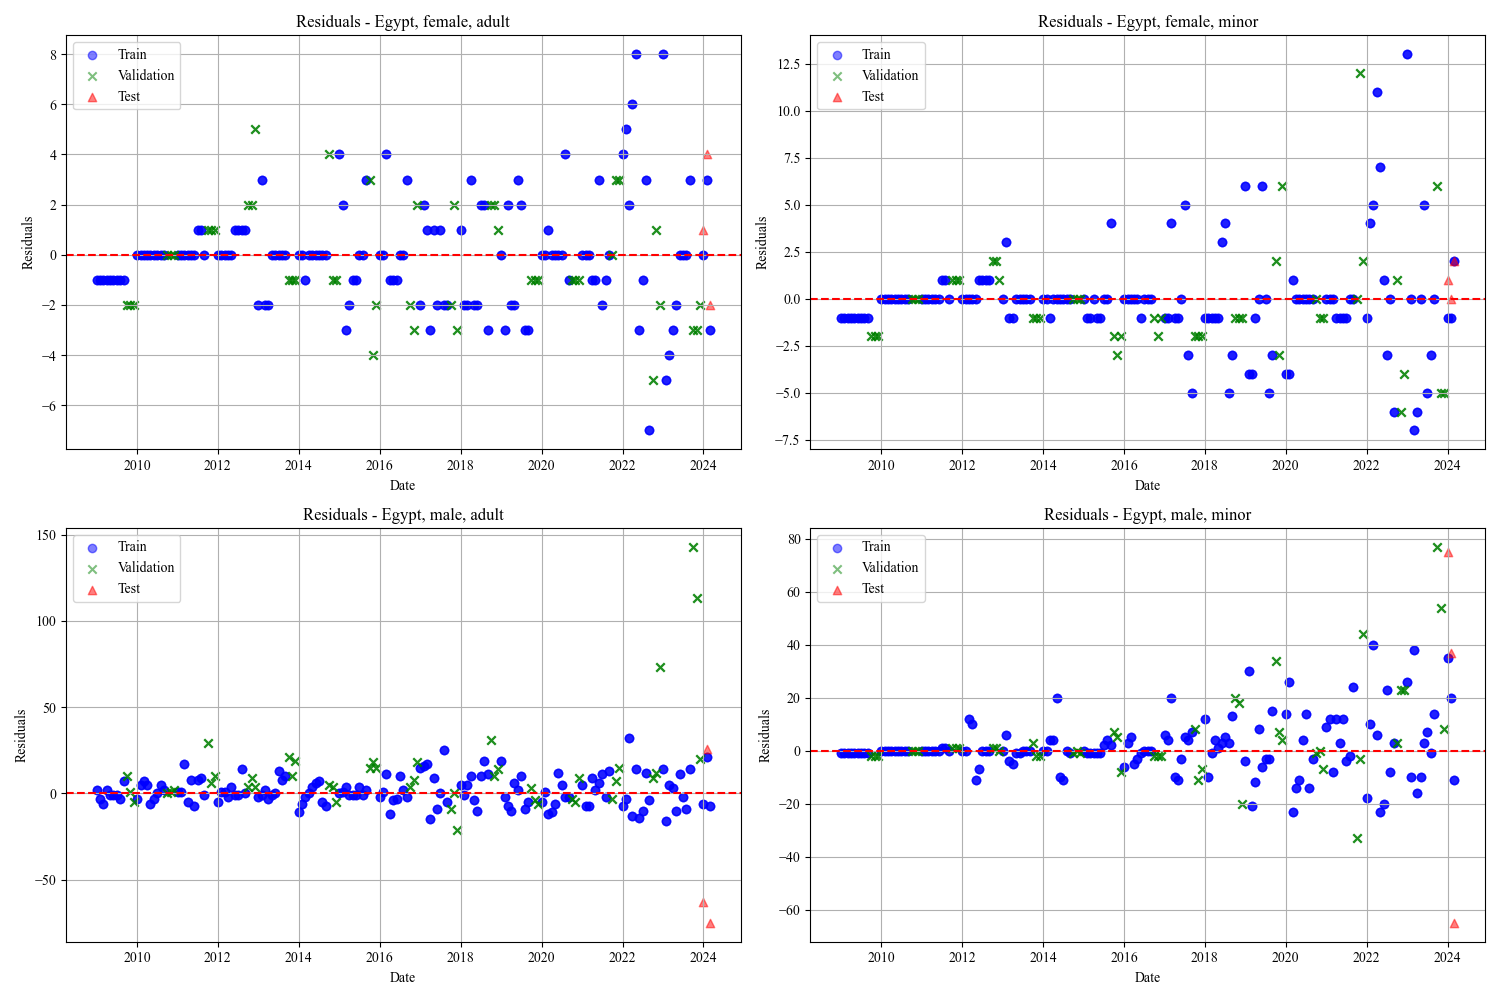 Residuals - Egypt, female, adult
Train
Validation
Test
8
6
4
2
0
−2
−4
−6
Residuals
2010 2012 2014 2016 2018 2020 2022 2024
Date
Residuals - Egypt, female, minor
Train
Validation
Test
12.5
10.0
7.5
5.0
2.5
0.0
−2.5
−5.0
−7.5
Residuals
2010 2012 2014 2016 2018 2020 2022 2024
Date
Residuals - Egypt, male, adult
Train
Validation
Test
150
100
50
0
−50
Residuals
2010 2012 2014 2016 2018 2020 2022 2024
Date
Residuals - Egypt, male, minor
Train
Validation
Test
80
60
40
20
0
−20
−40
−60
Residuals
2010 2012 2014 2016 2018 2020 2022 2024
Date